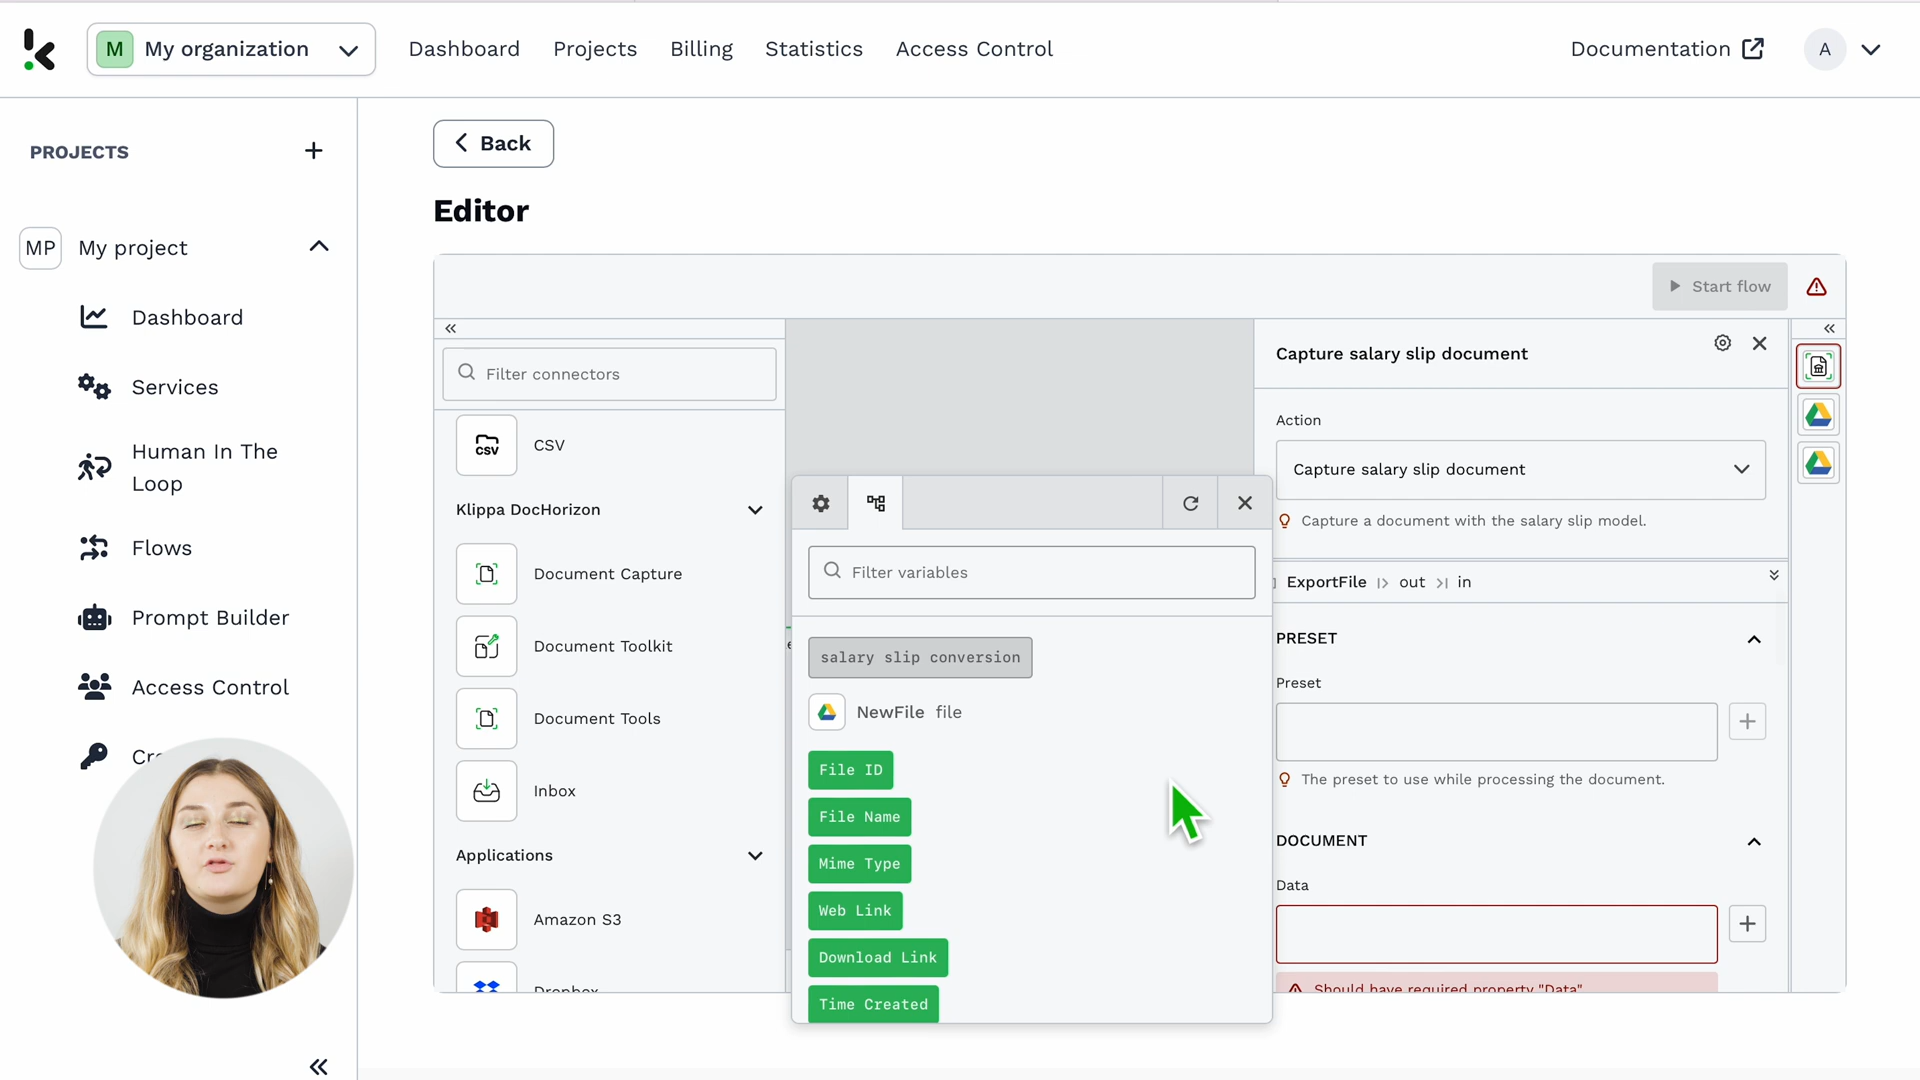 M My organization
Dashboard
Projects
Billing
Statistics
Access Control
Documentation
A
PROJECTS
MP My project
Dashboard
Services
Human In The
Loop
Flows
Prompt Builder
Access Control
Back
Editor
Start flow
Filter connectors
CSV
CSV
Klippa DocHorizon
Document Capture
Document Toolkit
Document Tools
Inbox
Applications
Amazon S3
Dropbox
Filter variables
salary slip conversion
NewFile file
File ID
File Name
Mime Type
Web Link
Download Link
Time Created
Capture salary slip document
Action
Capture salary slip document
Capture a document with the salary slip model.
ExportFile out in
PRESET
Preset
The preset to use while processing the document.
DOCUMENT
Data
Should have required property "Data"